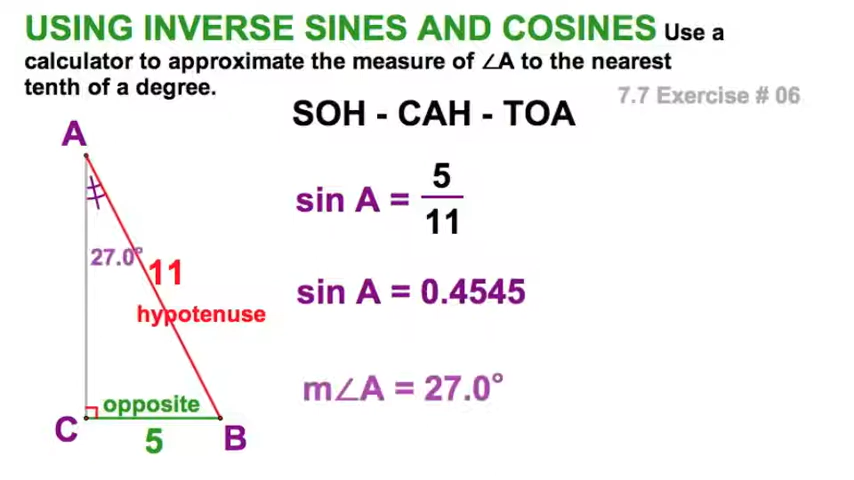 USING INVERSE SINES AND COSINES Use a
calculator to approximate the measure of ∠A to the nearest
tenth of a degree.
7.7 Exercise # 06
SOH - CAH - TOA
A
sin A = 5/11
27.0°
11
hypotenuse
sin A = 0.4545
m∠A = 27.0°
opposite
C
5
B